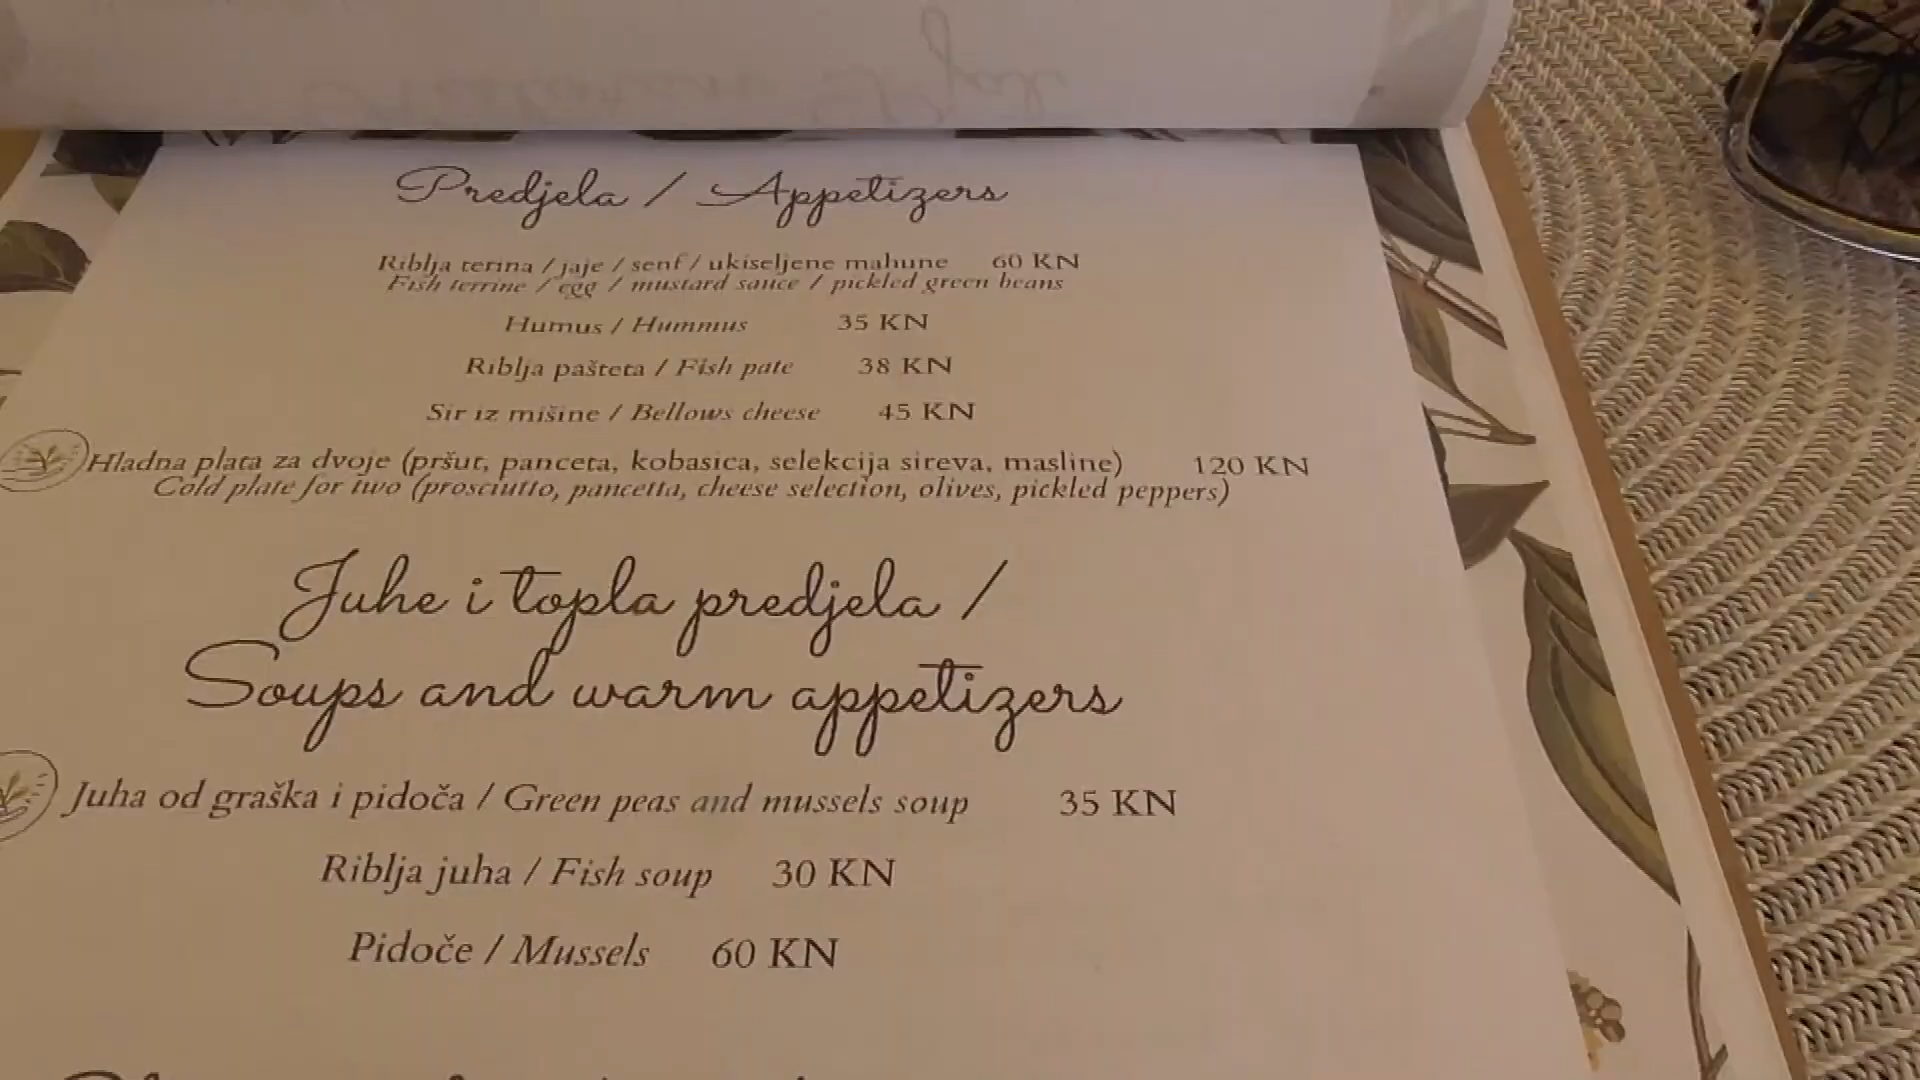 Predjela / Appetizers
Riblja terina / jaje / senf / ukiseljene mahune 60 KN
Fish terrine / egg / mustard sauce / pickled green beans
Humus / Hummus 35 KN
Riblja pašteta / Fish pate 38 KN
Sir iz mišine / Bellows cheese 45 KN
Hladna plata za dvoje (pršut, panceta, kobasica, selekcija sireva, masline) 120 KN
Cold plate for two (prosciutto, pancetta, cheese selection, olives, pickled peppers)
Juhe i topla predjela /
Soups and warm appetizers
Juha od graška i pidoča / Green peas and mussels soup 35 KN
Riblja juha / Fish soup 30 KN
Pidoče / Mussels 60 KN